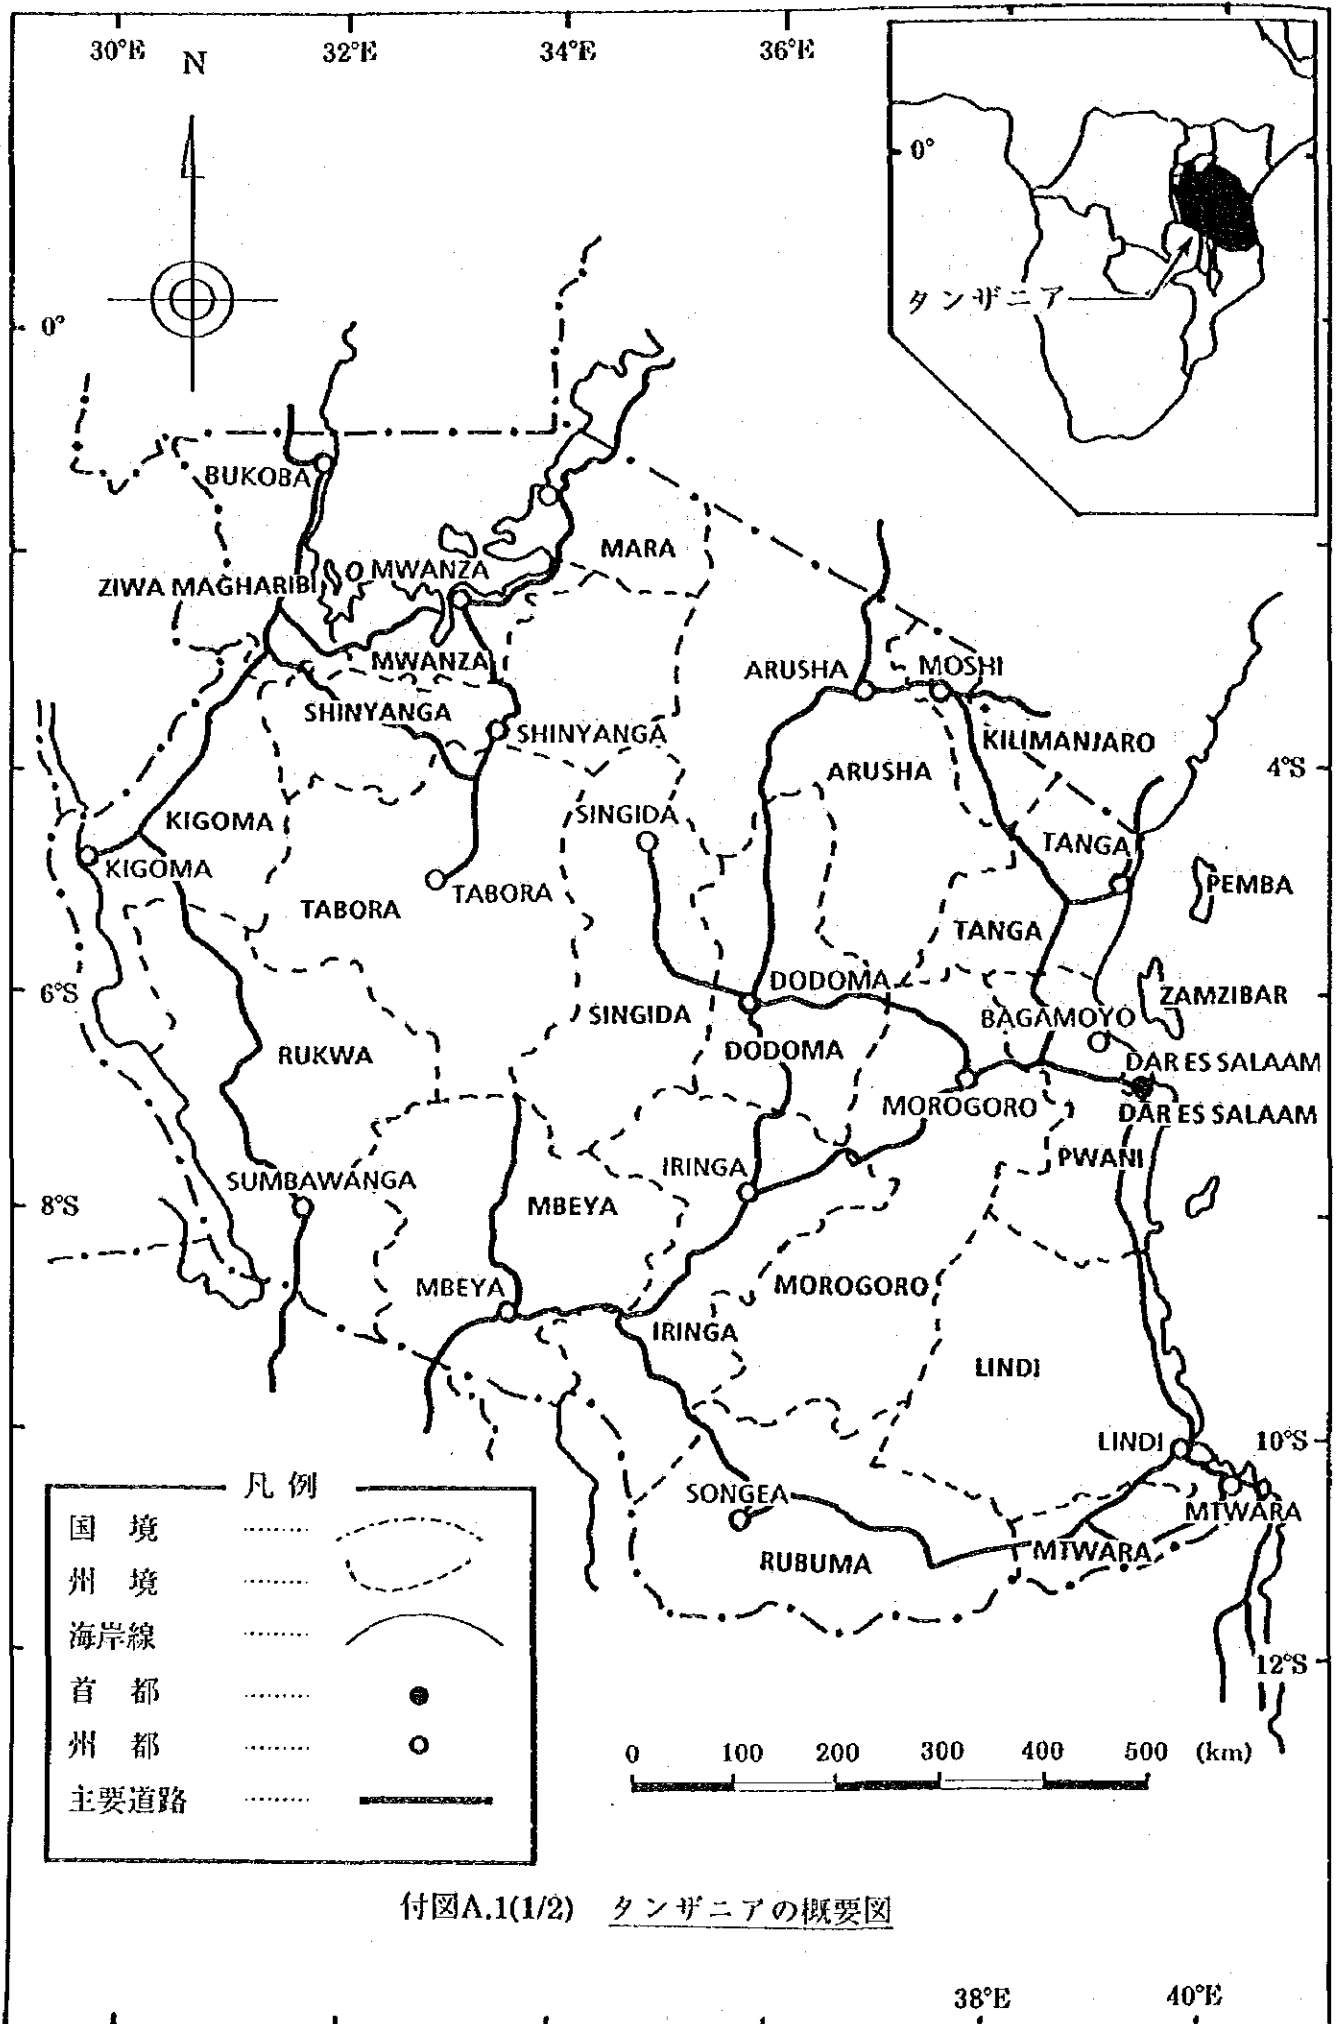 30°E
32°E
34°E
36°E
N
0°
タンザニア
0°
BUKOBA
MARA
ZIWA MAGHARIBI
MWANZA
MWANZA
ARUSHA
MOSHI
SHINYANGA
SHINYANGA
KILIMANJARO
ARUSHA
4°S
SINGIDA
KIGOMA
TANGA
KIGOMA
TABORA
TABORA
PEMBA
TANGA
DODOMA
6°S
ZAMZIBAR
SINGIDA
BAGAMOYO
RUKWA
DODOMA
DAR ES SALAAM
MOROGORO
DAR ES SALAAM
PWANI
IRINGA
SUMBAWANGA
8°S
MBEYA
MBEYA
MOROGORO
IRINGA
LINDI
LINDI
10°S
SONGEA
MTWARA
MTWARA
RUBUMA
12°S
凡例
国境
州境
海岸線
首都
州都
主要道路
0 100 200 300 400 500 (km)
付図A.1(1/2) タンザニアの概要図
38°E
40°E